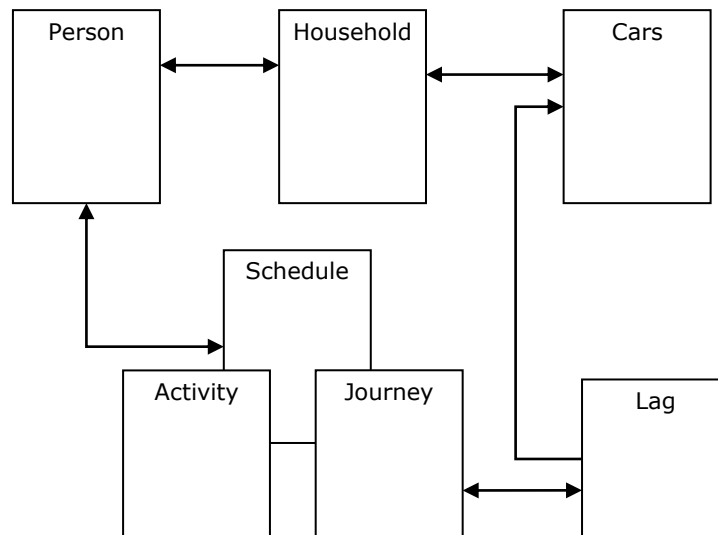 Person
Household
Cars
Schedule
Activity
Journey
Lag